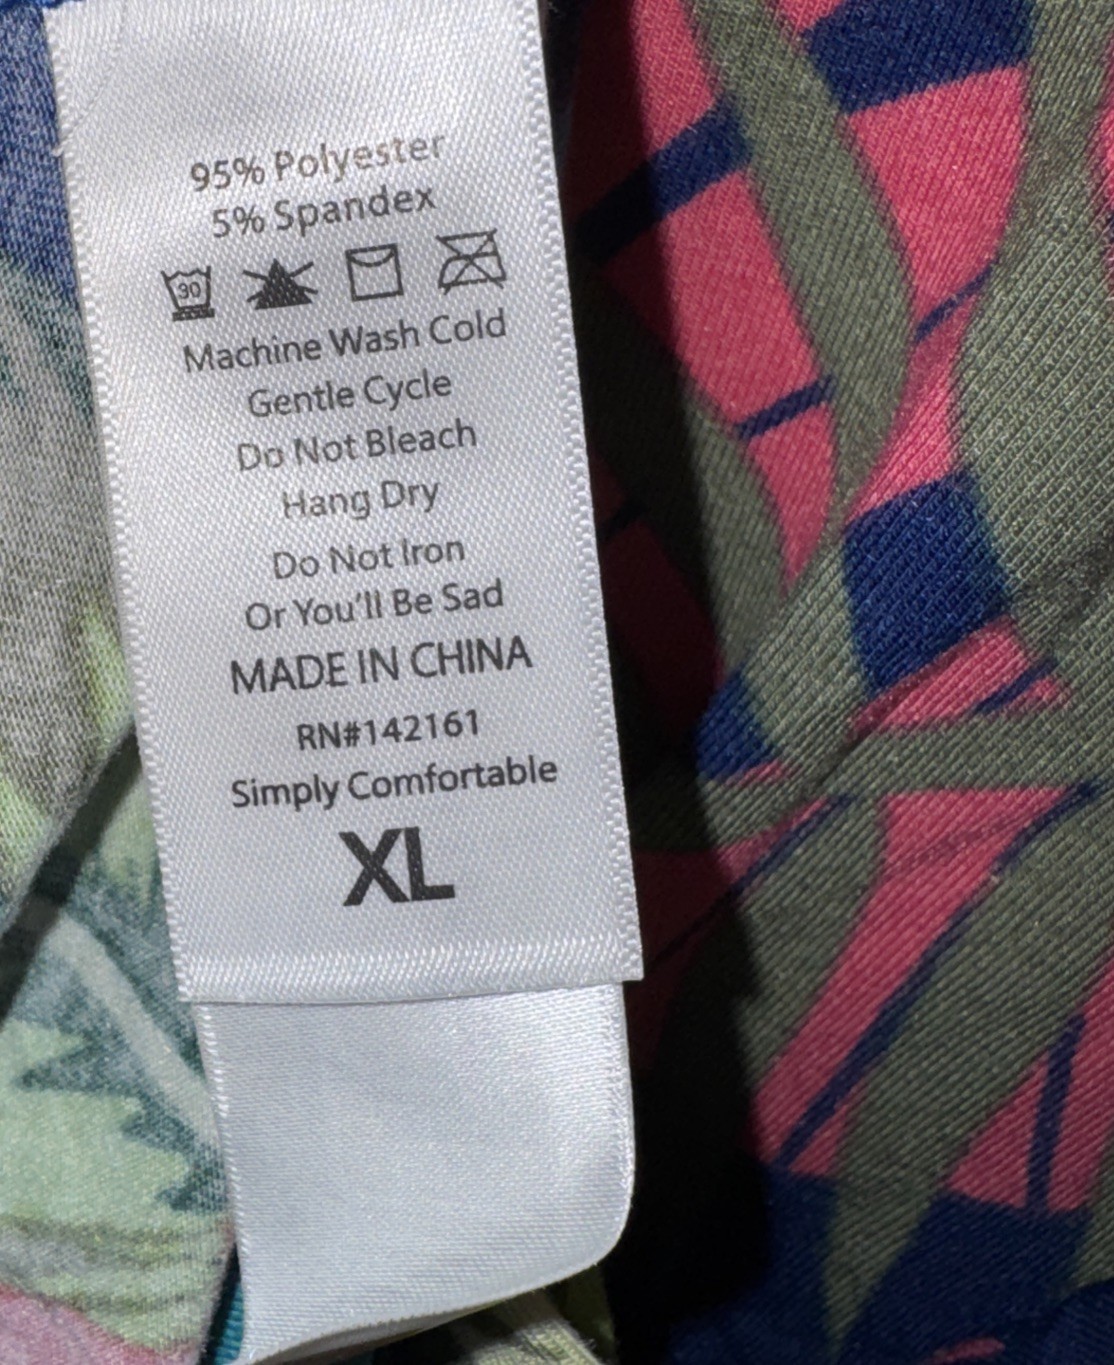 95% Polyester
5% Spandex
30
Machine Wash Cold
Gentle Cycle
Do Not Bleach
Hang Dry
Do Not Iron
Or You'll Be Sad
MADE IN CHINA
RN#142161
Simply Comfortable
XL